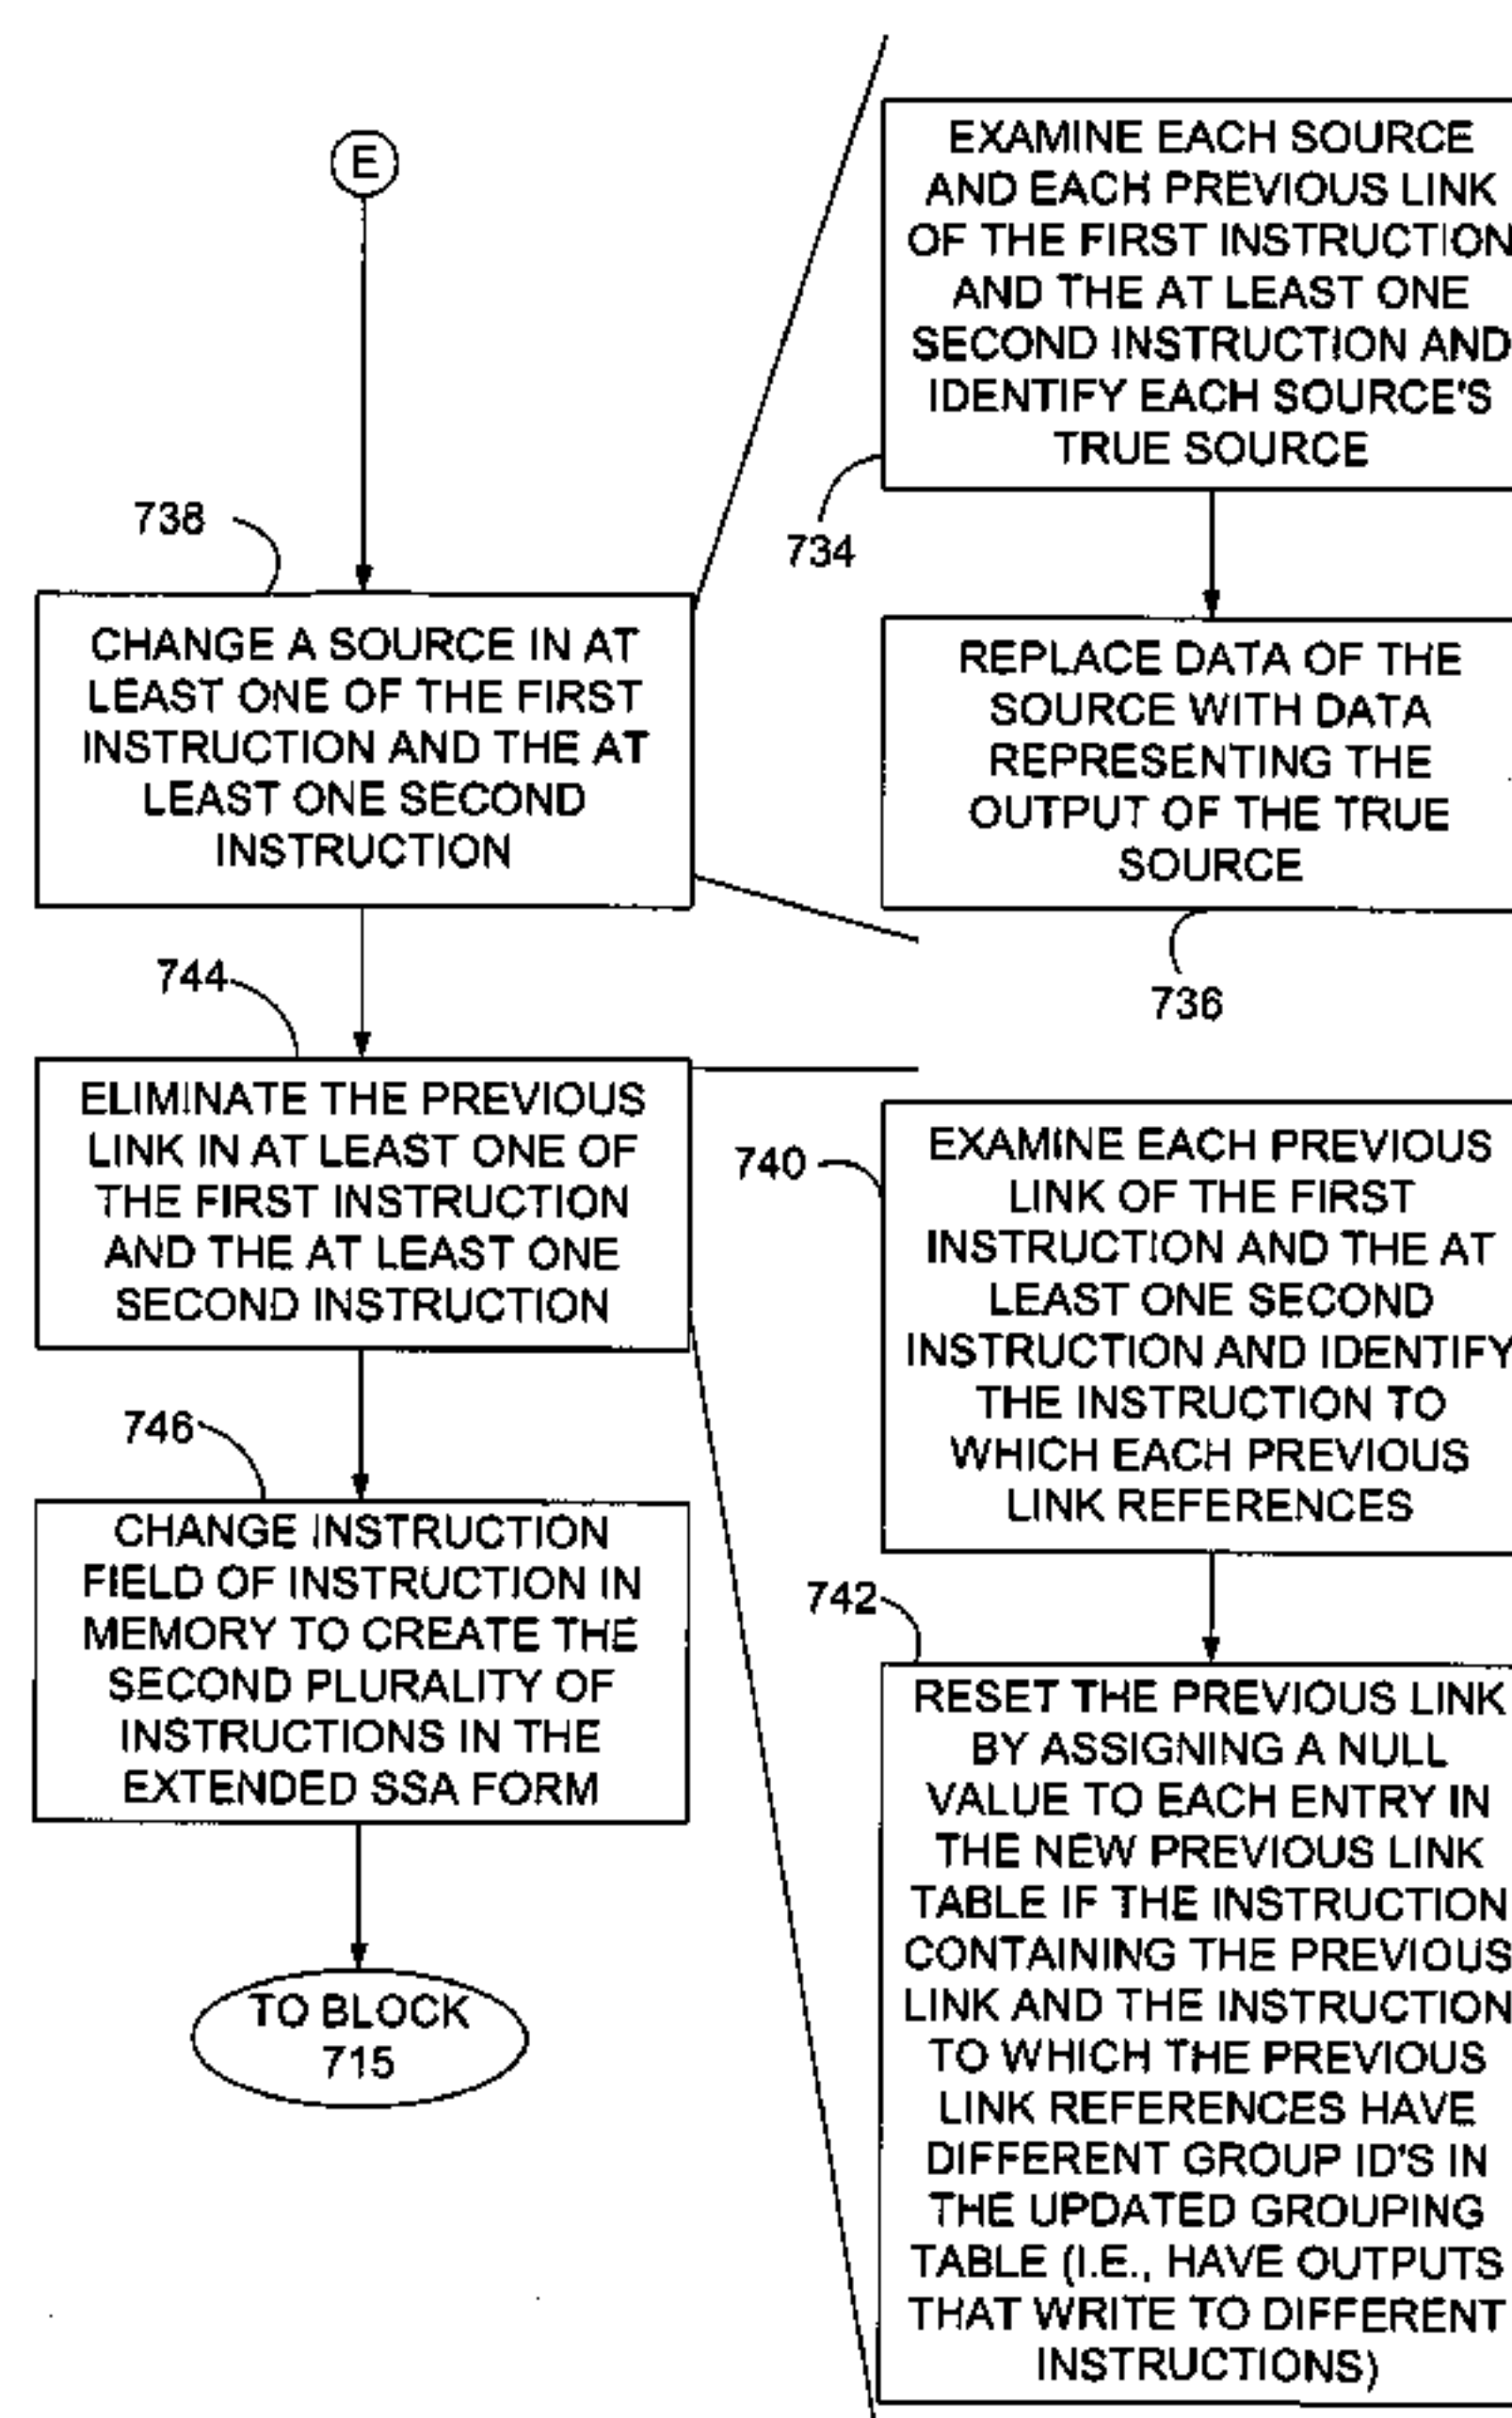 E
738
CHANGE A SOURCE IN AT
LEAST ONE OF THE FIRST
INSTRUCTION AND THE AT
LEAST ONE SECOND
INSTRUCTION
EXAMINE EACH SOURCE
AND EACH PREVIOUS LINK
OF THE FIRST INSTRUCTION
AND THE AT LEAST ONE
SECOND INSTRUCTION AND
IDENTIFY EACH SOURCE'S
TRUE SOURCE
734
REPLACE DATA OF THE
SOURCE WITH DATA
REPRESENTING THE
OUTPUT OF THE TRUE
SOURCE
736
744
ELIMINATE THE PREVIOUS
LINK IN AT LEAST ONE OF
THE FIRST INSTRUCTION
AND THE AT LEAST ONE
SECOND INSTRUCTION
740
EXAMINE EACH PREVIOUS
LINK OF THE FIRST
INSTRUCTION AND THE AT
LEAST ONE SECOND
INSTRUCTION AND IDENTIFY
THE INSTRUCTION TO
WHICH EACH PREVIOUS
LINK REFERENCES
742
RESET THE PREVIOUS LINK
BY ASSIGNING A NULL
VALUE TO EACH ENTRY IN
THE NEW PREVIOUS LINK
TABLE IF THE INSTRUCTION
CONTAINING THE PREVIOUS
LINK AND THE INSTRUCTION
TO WHICH THE PREVIOUS
LINK REFERENCES HAVE
DIFFERENT GROUP ID'S IN
THE UPDATED GROUPING
TABLE (I.E., HAVE OUTPUTS
THAT WRITE TO DIFFERENT
INSTRUCTIONS)
746
CHANGE INSTRUCTION
FIELD OF INSTRUCTION IN
MEMORY TO CREATE THE
SECOND PLURALITY OF
INSTRUCTIONS IN THE
EXTENDED SSA FORM
TO BLOCK
715